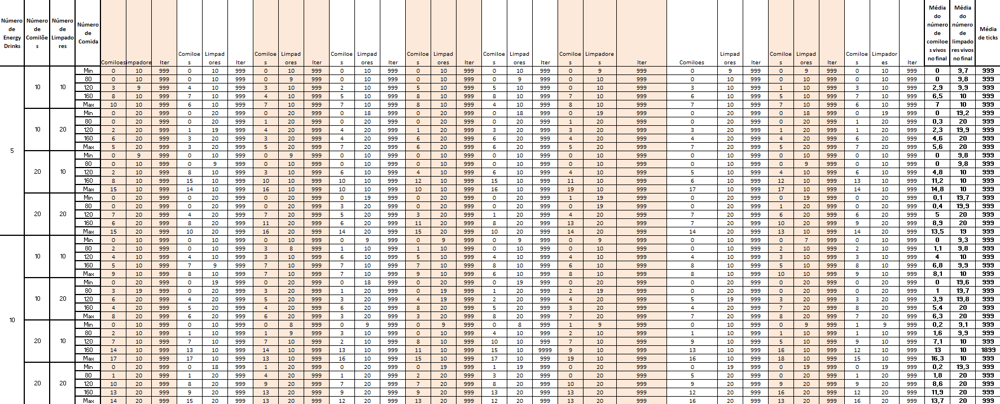 Número de Energy Drinks	Número de Comilõe s	Número de Limpado res	Número de Comida	Comiloes	impadore	Iter	Comiloe s	Limpad ores	Iter	Comiloe s	Limpad ores	Iter	Comiloe s	Limpad ores	Iter	Comiloe s	Limpad ores	Iter	Comiloe s	Limpad ores	Iter	Comiloe s	Limpadore s	Iter	Comiloes	Limpad ores	Iter	Comiloe s	Limpad ores	Iter	Comiloe s	Limpador es	Iter	Média do número de comiloe s vivos no final	Média do número de limpado res vivos no final	Média de ticks
5	10	10	Min	0	10	999	0	10	999	0	10	999	0	10	999	0	10	999	0	10	999	0	9	999	0	9	999	0	9	999	0	10	999	0	9,7	999
80	0	10	999	0	10	999	0	9	999	0	10	999	0	10	999	0	9	999	0	10	999	0	10	999	0	10	999	0	10	999	0	9,8	999
120	3	9	999	4	10	999	3	10	999	2	10	999	5	10	999	5	10	999	0	10	999	3	10	999	1	10	999	3	10	999	2,9	9,9	999
160	8	10	999	7	10	999	4	10	999	5	10	999	8	10	999	8	10	999	7	10	999	6	10	999	5	10	999	7	10	999	6,5	10	999
Max	10	10	999	6	10	999	7	10	999	7	10	999	8	10	999	4	10	999	8	10	999	7	10	999	7	10	999	6	10	999	7	10	999
10	20	Min	0	20	999	0	20	999	0	20	999	0	18	999	0	20	999	0	18	999	0	19	999	0	20	999	0	18	999	0	19	999	0	19,2	999
80	0	20	999	0	20	999	1	20	999	0	20	999	0	20	999	0	20	999	1	20	999	0	20	999	0	20	999	1	20	999	0,3	20	999
120	2	20	999	1	19	999	4	20	999	4	20	999	1	20	999	3	20	999	3	20	999	3	20	999	1	20	999	1	20	999	2,3	19,9	999
160	6	20	999	3	20	999	3	20	999	4	20	999	6	20	999	6	20	999	4	20	999	4	20	999	4	20	999	6	20	999	4,6	20	999
Max	5	20	999	3	20	999	5	20	999	7	20	999	6	20	999	6	20	999	5	20	999	7	20	999	5	20	999	7	20	999	5,6	20	999
20	10	Min	0	9	999	0	10	999	0	9	999	0	10	999	0	10	999	0	10	999	0	10	999	0	10	999	0	10	999	0	10	999	0	9,8	999
80	0	10	999	0	9	999	0	10	999	0	10	999	0	10	999	0	10	999	0	10	999	0	10	999	0	9	999	0	10	999	0	9,8	999
120	2	10	999	8	10	999	3	10	999	6	10	999	4	10	999	6	10	999	4	10	999	5	10	999	4	10	999	6	10	999	4,8	10	999
160	8	10	999	15	10	999	10	10	999	10	10	999	12	10	999	15	10	999	11	10	999	6	10	999	12	10	999	13	10	999	11,2	10	999
Max	15	10	999	14	10	999	16	10	999	10	10	999	10	10	999	16	10	999	19	10	999	17	10	999	17	10	999	14	10	999	14,8	10	999
20	20	Min	0	20	999	0	20	999	0	20	999	0	19	999	0	20	999	0	20	999	1	19	999	0	20	999	0	19	999	0	20	999	0,1	19,7	999
80	0	20	999	0	20	999	0	20	999	3	20	999	0	20	999	0	20	999	0	19	999	0	20	999	1	20	999	0	20	999	0,4	19,9	999
120	7	20	999	4	20	999	7	20	999	5	20	999	3	20	999	1	20	999	4	20	999	7	20	999	6	20	999	6	20	999	5	20	999
160	6	20	999	8	20	999	11	20	999	6	20	999	11	20	999	8	20	999	13	20	999	7	20	999	10	20	999	9	20	999	8,9	20	999
Max	15	20	999	10	20	999	16	20	999	14	20	999	15	20	999	10	20	999	14	20	999	14	20	999	13	10	999	14	20	999	13,5	19	999
10	10	10	Min	0	10	999	0	10	999	0	10	999	0	9	999	0	9	999	0	9	999	0	9	999	0	10	999	0	7	999	0	10	999	0	9,3	999
80	2	10	999	0	10	999	3	8	999	1	10	999	1	10	999	0	10	999	0	10	999	0	10	999	2	10	999	2	10	999	1,1	9,8	999
120	4	10	999	4	10	999	3	10	999	6	10	999	5	10	999	4	10	999	4	10	999	4	10	999	3	10	999	3	10	999	4	10	999
160	5	10	999	7	9	999	7	10	999	7	10	999	7	10	999	8	10	999	6	10	999	8	10	999	5	10	999	8	10	999	6,8	9,9	999
Max	9	10	999	8	10	999	7	10	999	7	10	999	9	10	999	6	10	999	8	10	999	8	10	999	10	10	999	9	10	999	8,1	10	999
10	20	Min	0	20	999	0	19	999	0	20	999	0	18	999	0	20	999	0	19	999	0	20	999	0	20	999	0	20	999	0	20	999	0	19,6	999
80	3	19	999	0	20	999	3	20	999	1	20	999	0	19	999	1	20	999	2	19	999	0	20	999	0	20	999	0	20	999	1	19,7	999
120	6	20	999	4	20	999	5	20	999	3	20	999	4	19	999	2	20	999	4	20	999	5	19	999	3	20	999	3	20	999	3,9	19,8	999
160	4	20	999	5	20	999	4	20	999	6	20	999	8	20	999	5	20	999	3	20	999	4	20	999	7	20	999	8	20	999	5,4	20	999
Max	8	20	999	6	20	999	6	20	999	3	20	999	3	20	999	8	20	999	7	20	999	7	20	999	8	20	999	7	20	999	6,3	20	999
20	10	Min	0	10	999	0	10	999	0	8	999	0	9	999	0	9	999	0	8	999	1	9	999	0	10	999	0	9	999	1	9	999	0,2	9,1	999
80	2	10	999	1	10	999	1	9	999	3	10	999	0	10	999	4	10	999	2	10	999	1	10	999	1	10	999	1	10	999	1,6	9,9	999
120	7	10	999	7	10	999	7	10	999	2	10	999	8	10	999	10	10	999	7	10	999	9	10	999	5	10	999	9	10	999	7,1	10	999
160	14	10	999	13	10	999	14	10	999	13	10	999	11	10	999	15	10	9999	9	10	999	13	10	999	16	10	999	12	10	999	13	10	1899
Max	17	10	999	17	10	999	13	10	999	16	10	999	15	10	999	17	10	999	19	10	999	16	10	999	18	10	999	15	10	999	16,3	10	999
20	20	Min	0	20	999	0	18	999	1	20	999	0	20	999	0	19	999	1	19	999	0	20	999	0	19	999	0	19	999	0	19	999	0,2	19,3	999
80	1	20	999	1	20	999	4	20	999	1	20	999	2	20	999	3	20	999	0	20	999	5	20	999	0	20	999	1	20	999	1,8	20	999
120	10	20	999	8	20	999	9	20	999	7	20	999	7	20	999	8	20	999	10	20	999	9	20	999	9	20	999	9	20	999	8,6	20	999
160	13	20	999	9	20	999	13	20	999	9	20	999	9	20	999	13	20	999	13	20	999	12	20	999	16	20	999	12	20	999	11,9	20	999
Max	14	20	999	15	20	999	13	20	999	12	20	999	13	20	999	12	20	999	13	20	999	16	20	999	13	20	999	16	20	999	13,7	20	999